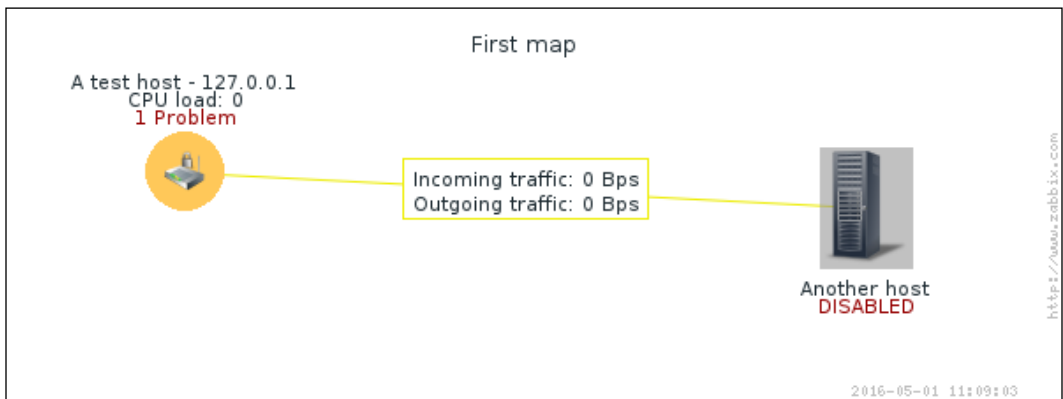 First map
A test host - 127.0.0.1
CPU load: 0
1 Problem
Incoming traffic: 0 Bps
Outgoing traffic: 0 Bps
Another host
DISABLED
http://www.zabbix.com
2016-05-01 11:09:03